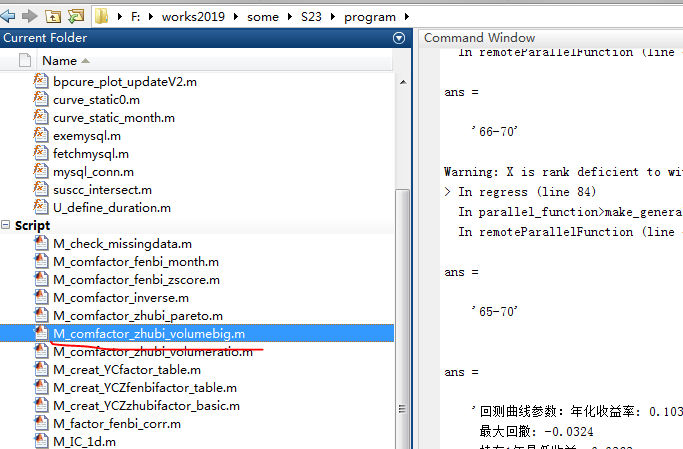 F: ▸ works2019 ▸ some ▸ S23 ▸ program ▸
Current Folder
Name
bpcure_plot_updateV2.m
curve_static0.m
curve_static_month.m
exemysql.m
fetchmysql.m
mysql_conn.m
suscc_intersect.m
U_define_duration.m
Script
M_check_missingdata.m
M_comfactor_fenbi_month.m
M_comfactor_fenbi_zscore.m
M_comfactor_inverse.m
M_comfactor_zhubi_pareto.m
M_comfactor_zhubi_volumebig.m
M_comfactor_zhubi_volumeratio.m
M_creat_YCfactor_table.m
M_creat_YCZfenbifactor_table.m
M_creat_YCZzhubifactor_basic.m
M_factor_fenbi_corr.m
M_IC_1d.m
Command Window
In remoteParallelFunction (line
ans =
'66-70'
Warning: X is rank deficient to wi
> In regress (line 84)
In parallel_function>make_genera
In remoteParallelFunction (line
ans =
'65-70'
ans =
'回测曲线参数: 年化收益率: 0.103
最大回撤: -0.0324